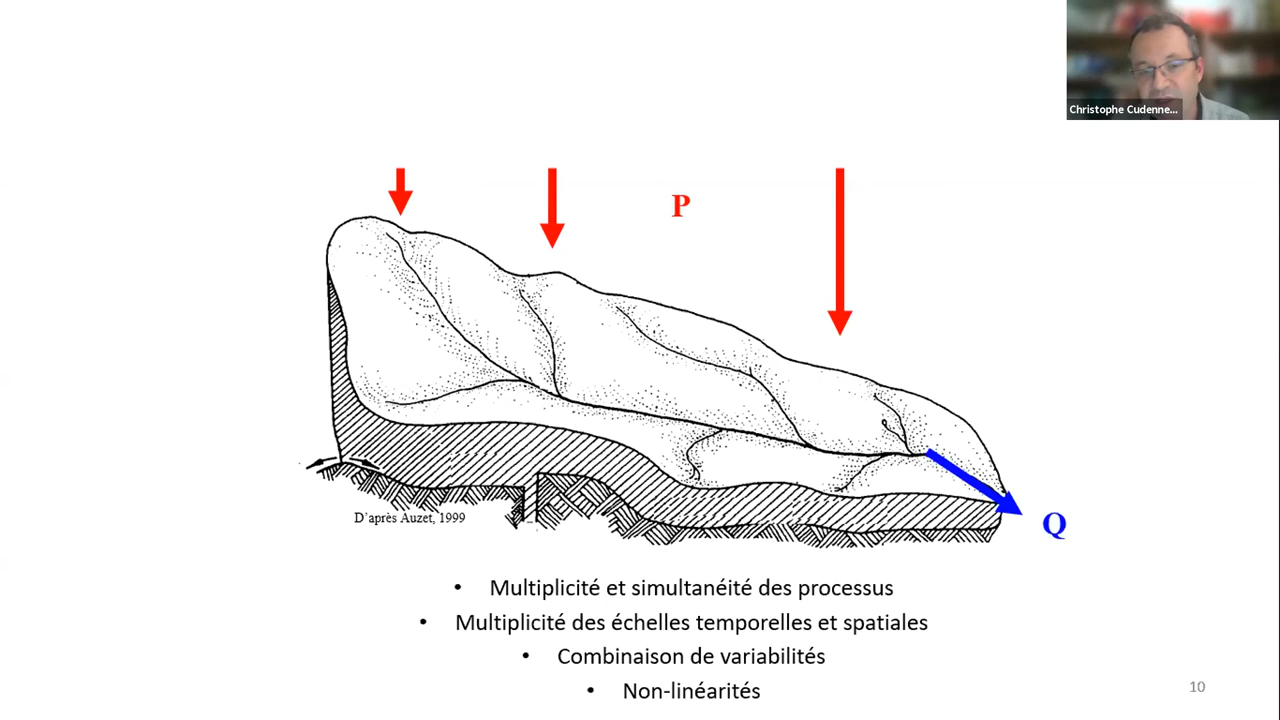 Christophe Cudenne...
P
D'après Auzet, 1999
Q
• Multiplicité et simultanéité des processus
• Multiplicité des échelles temporelles et spatiales
• Combinaison de variabilités
• Non-linéarités
10